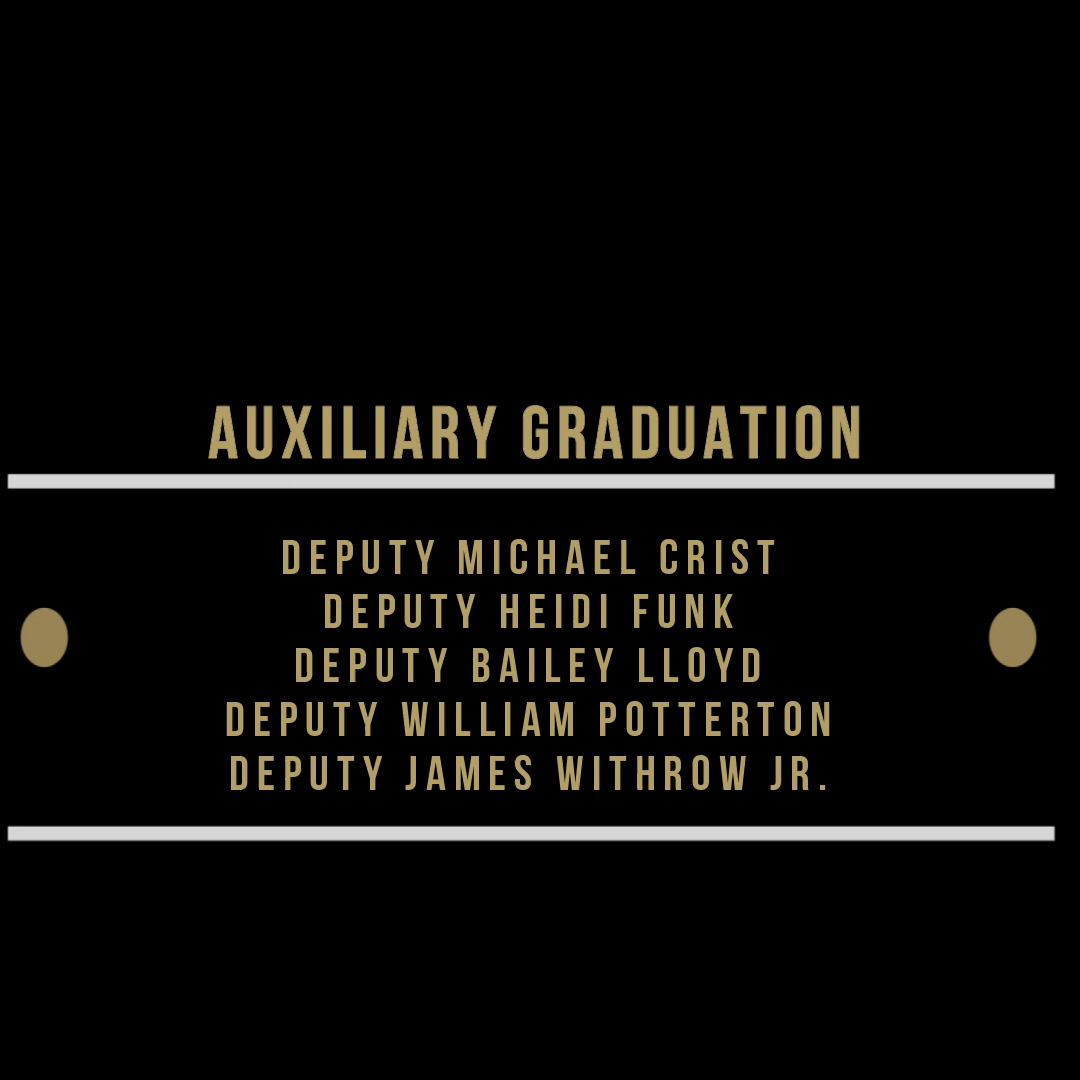 AUXILIARY GRADUATION
DEPUTY MICHAEL CRIST
DEPUTY HEIDI FUNK
DEPUTY BAILEY LLOYD
DEPUTY WILLIAM POTTERTON
DEPUTY JAMES WITHROW JR.